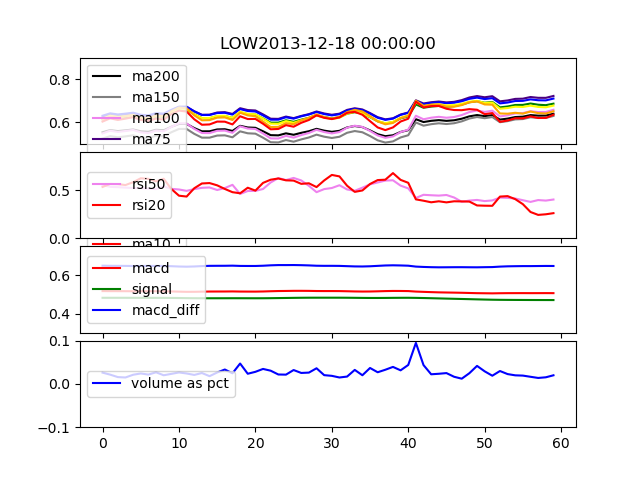 LOW2013-12-18 00:00:00
0.8
0.6
ma200
ma150
ma100
ma75
0.5
0.0
rsi50
rsi20
ma10
0.6
0.4
macd
signal
macd_diff
0.1
0.0
−0.1
volume as pct
0 10 20 30 40 50 60